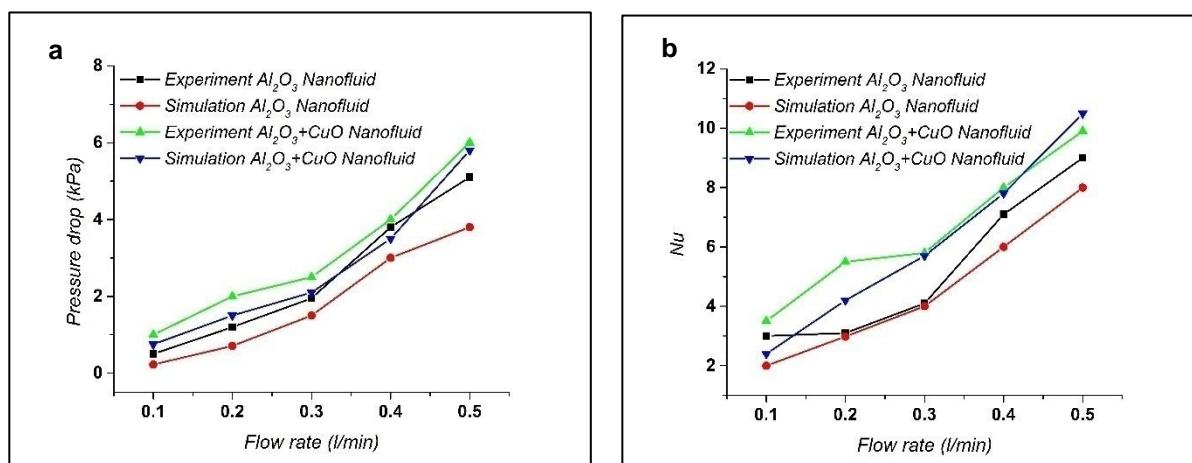 a
Experiment Al₂O₃ Nanofluid
Simulation Al₂O₃ Nanofluid
Experiment Al₂O₃+CuO Nanofluid
Simulation Al₂O₃+CuO Nanofluid
Pressure drop (kPa)
8
6
4
2
0
0.1 0.2 0.3 0.4 0.5
Flow rate (l/min)
b
Experiment Al₂O₃ Nanofluid
Simulation Al₂O₃ Nanofluid
Experiment Al₂O₃+CuO Nanofluid
Simulation Al₂O₃+CuO Nanofluid
Nu
12
10
8
6
4
2
0.1 0.2 0.3 0.4 0.5
Flow rate (l/min)